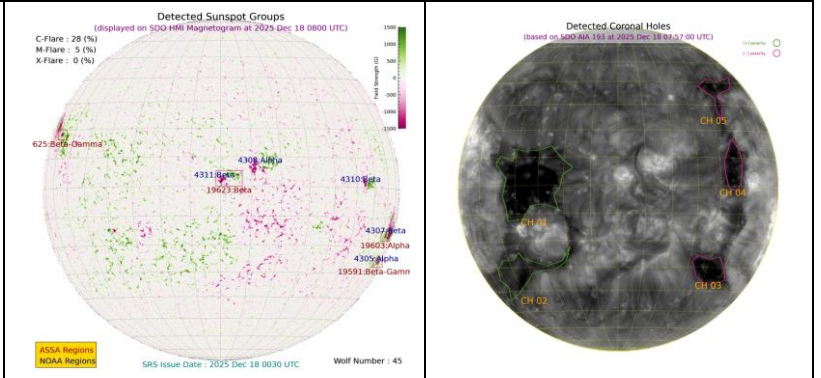 Detected Sunspot Groups
(displayed on SDO HMI Magnetogram at 2025 Dec 18 0800 UTC)
C-Flare : 28 (%)
M-Flare : 5 (%)
X-Flare : 0 (%)
1500
1000
500
0
-500
-1000
-1500
Field Strength (G)
625:Beta-Gamma
4308:Alpha
4311:Beta
19623:Beta
4310:Beta
4307:Beta
19603:Alpha
4305:Alpha
19591:Beta-Gamm
ASSA Regions
NOAA Regions
SRS Issue Date : 2025 Dec 18 0030 UTC
Wolf Number : 45
Detected Coronal Holes
(based on SDO AIA 193 at 2025 Dec 18 07:57:00 UTC)
CH 05
CH 04
CH 01
CH 03
CH 02